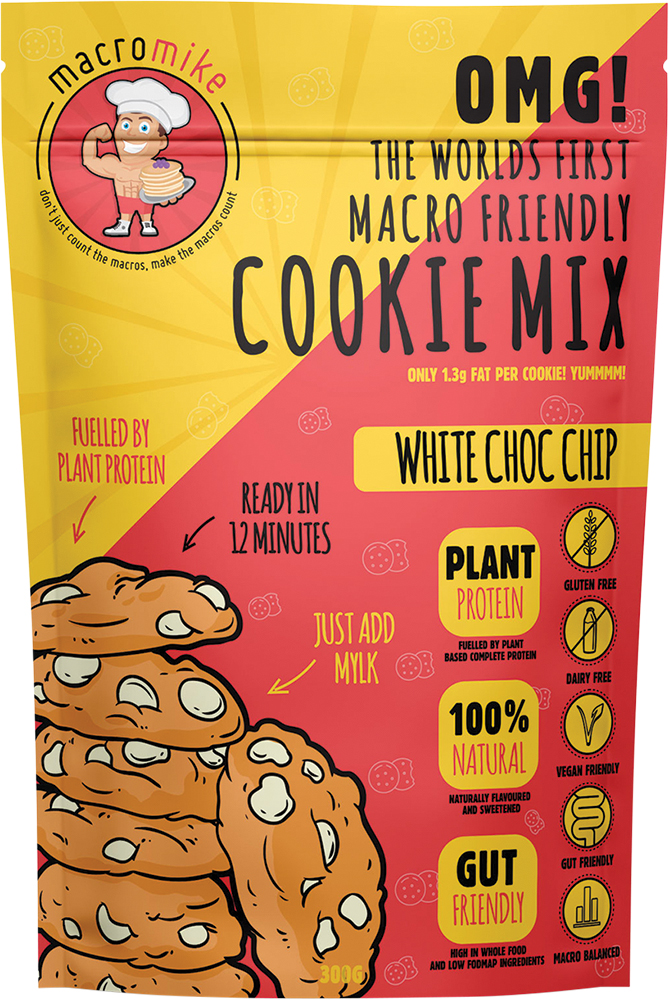 macromike
don't just count the macros, make the macros count
OMG!
THE WORLDS FIRST
MACRO FRIENDLY
COOKIE MIX
ONLY 1.3g FAT PER COOKIE! YUMMMM!
WHITE CHOC CHIP
FUELLED BY
PLANT PROTEIN
READY IN
12 MINUTES
JUST ADD
MYLK
PLANT
PROTEIN
FUELLED BY PLANT
BASED COMPLETE PROTEIN
100%
NATURAL
NATURALLY FLAVOURED
AND SWEETENED
GUT
FRIENDLY
HIGH IN WHOLE FOOD
AND LOW FODMAP INGREDIENTS
GLUTEN FREE
DAIRY FREE
VEGAN FRIENDLY
GUT FRIENDLY
MACRO BALANCED
300G